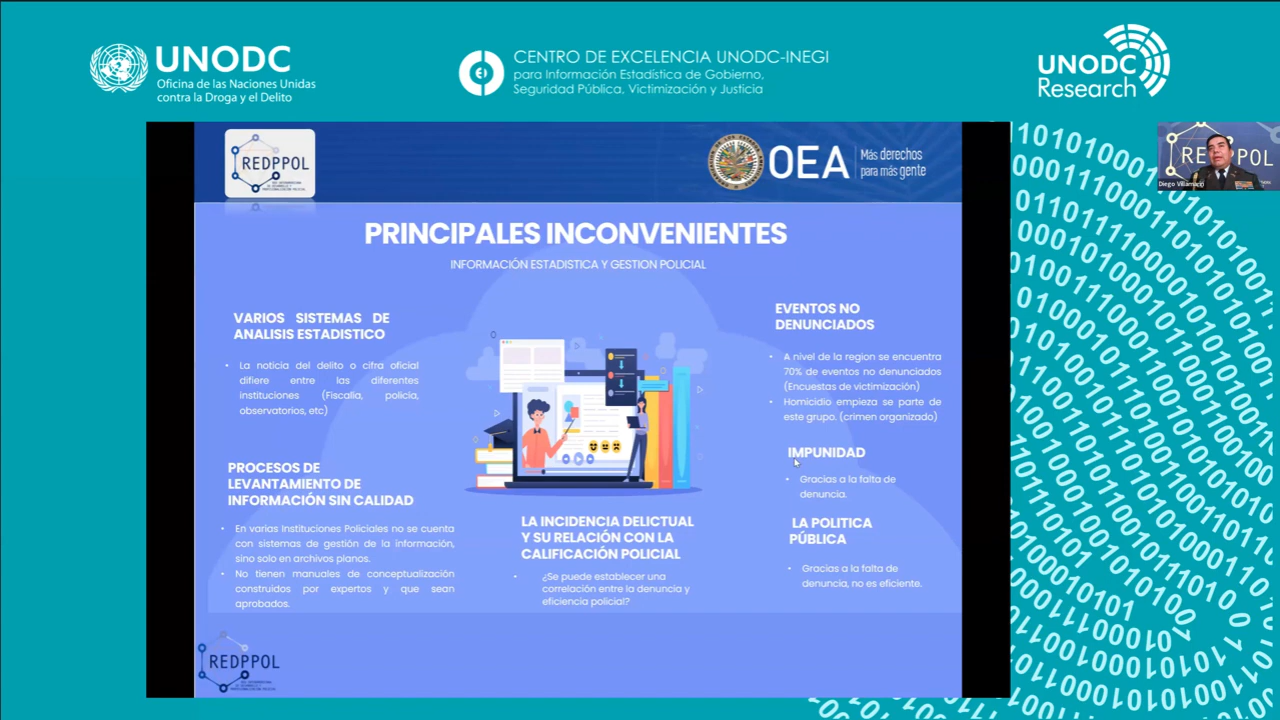 UNODC
Oficina de las Naciones Unidas
contra la Droga y el Delito
CENTRO DE EXCELENCIA UNODC-INEGI
para Información Estadística de Gobierno,
Seguridad Pública, Victimización y Justicia
UNODC
Research
REDPPOL
OEA
Más derechos
para más gente
REDPPOL
Diego Villamarin
PRINCIPALES INCONVENIENTES
INFORMACIÓN ESTADISTICA Y GESTION POLICIAL
VARIOS SISTEMAS DE
ANALISIS ESTADISTICO
• La noticia del delito o cifra oficial
difiere entre las diferentes
instituciones (Fiscalia, policia,
observatorios, etc)
PROCESOS DE
LEVANTAMIENTO DE
INFORMACIÓN SIN CALIDAD
• En varias Instituciones Policiales no se cuenta
con sistemas de gestión de la información,
sino solo en archivos planos.
• No tienen manuales de conceptualización
construidos por expertos y que sean
aprobados.
LA INCIDENCIA DELICTUAL
Y SU RELACIÓN CON LA
CALIFICACIÓN POLICIAL
• ¿Se puede establecer una
correlación entre la denuncia y
eficiencia policial?
EVENTOS NO
DENUNCIADOS
• A nivel de la region se encuentra
70% de eventos no denunciados
(Encuestas de victimización)
• Homicidio empieza se parte de
este grupo. (crimen organizado)
IMPUNIDAD
• Gracias a la falta de
denuncia.
LA POLITICA
PÚBLICA
• Gracias a la falta de
denuncia, no es eficiente.
REDPPOL